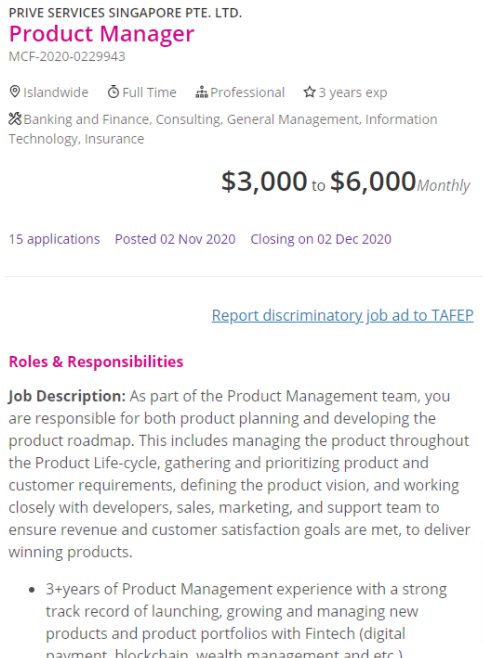 PRIVE SERVICES SINGAPORE PTE. LTD.
Product Manager
MCF-2020-0229943
Islandwide Full Time Professional 3 years exp
Banking and Finance, Consulting, General Management, Information
Technology, Insurance
$3,000 to $6,000 Monthly
15 applications Posted 02 Nov 2020 Closing on 02 Dec 2020
Report discriminatory job ad to TAFEP
Roles & Responsibilities
Job Description: As part of the Product Management team, you
are responsible for both product planning and developing the
product roadmap. This includes managing the product throughout
the Product Life-cycle, gathering and prioritizing product and
customer requirements, defining the product vision, and working
closely with developers, sales, marketing, and support team to
ensure revenue and customer satisfaction goals are met, to deliver
winning products.
• 3+years of Product Management experience with a strong
track record of launching, growing and managing new
products and product portfolios with Fintech (digital
payment, blockchain, wealth management and etc.)